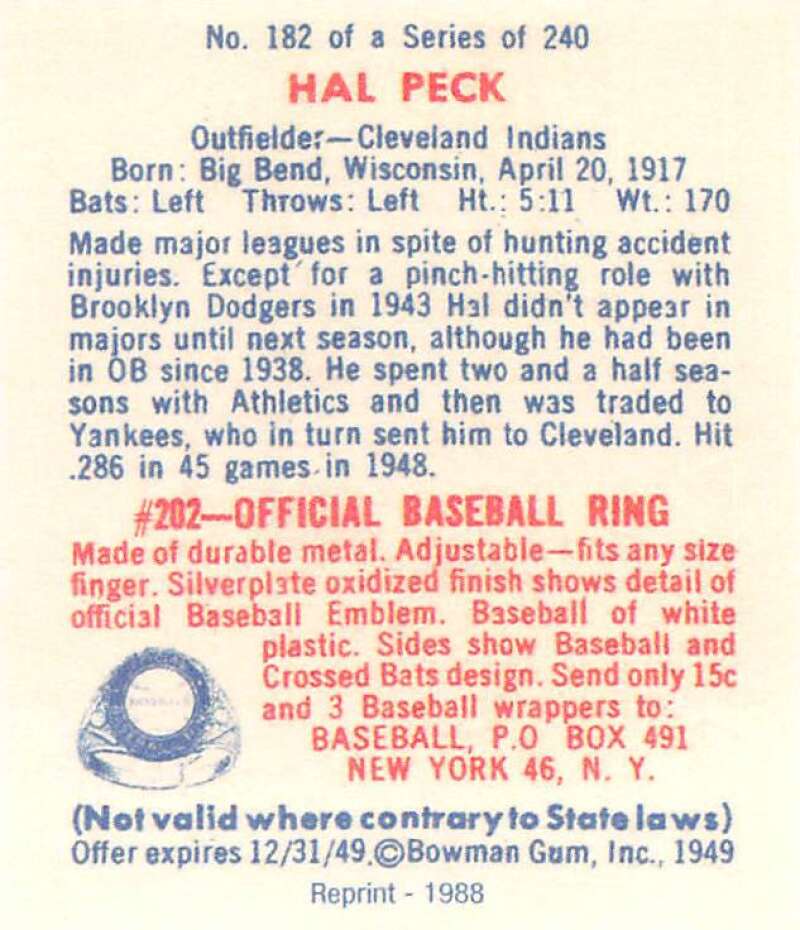 No. 182 of a Series of 240
HAL PECK
Outfielder—Cleveland Indians
Born: Big Bend, Wisconsin, April 20, 1917
Bats: Left Throws: Left Ht.: 5:11 Wt.: 170
Made major leagues in spite of hunting accident
injuries. Except for a pinch-hitting role with
Brooklyn Dodgers in 1943 Hal didn't appear in
majors until next season, although he had been
in OB since 1938. He spent two and a half sea-
sons with Athletics and then was traded to
Yankees, who in turn sent him to Cleveland. Hit
.286 in 45 games in 1948.
#202—OFFICIAL BASEBALL RING
Made of durable metal. Adjustable—fits any size
finger. Silverplate oxidized finish shows detail of
official Baseball Emblem. Baseball of white
plastic. Sides show Baseball and
Crossed Bats design. Send only 15c
and 3 Baseball wrappers to:
BASEBALL, P.O BOX 491
NEW YORK 46, N. Y.
(Not valid where contrary to State laws)
Offer expires 12/31/49.©Bowman Gum, Inc., 1949
Reprint - 1988